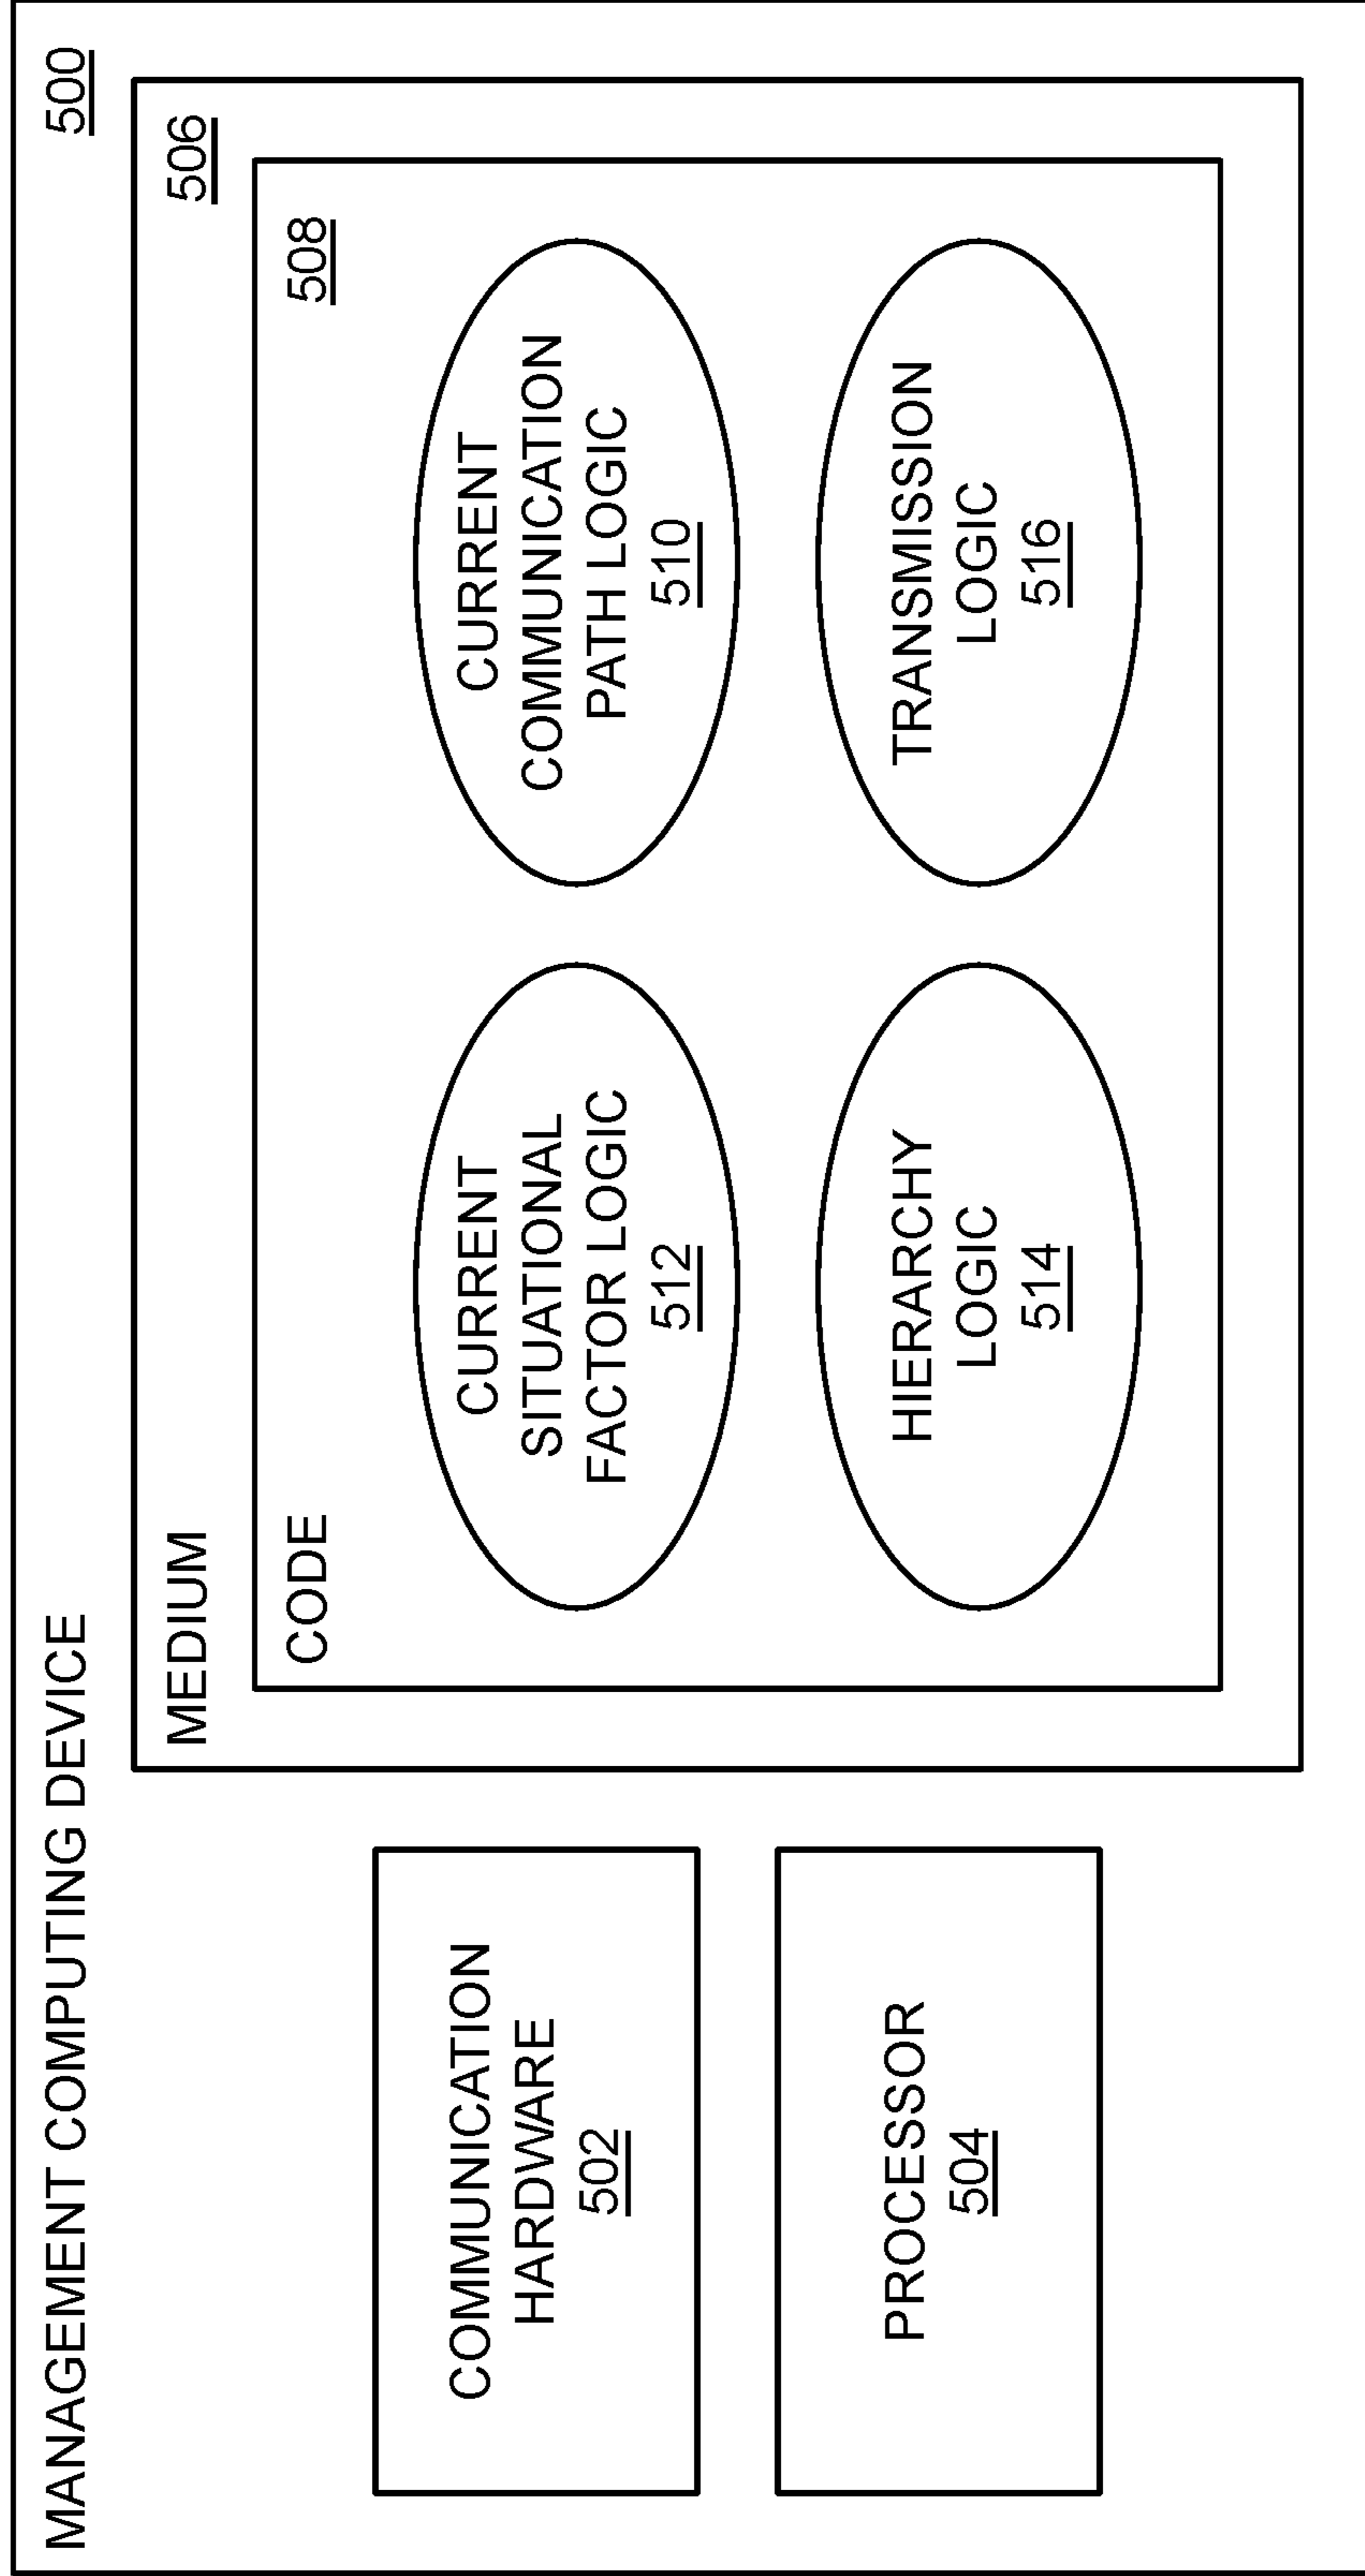 MANAGEMENT COMPUTING DEVICE
500
COMMUNICATION
HARDWARE
502
PROCESSOR
504
MEDIUM
506
CODE
508
CURRENT
SITUATIONAL
FACTOR LOGIC
512
CURRENT
COMMUNICATION
PATH LOGIC
510
HIERARCHY
LOGIC
514
TRANSMISSION
LOGIC
516